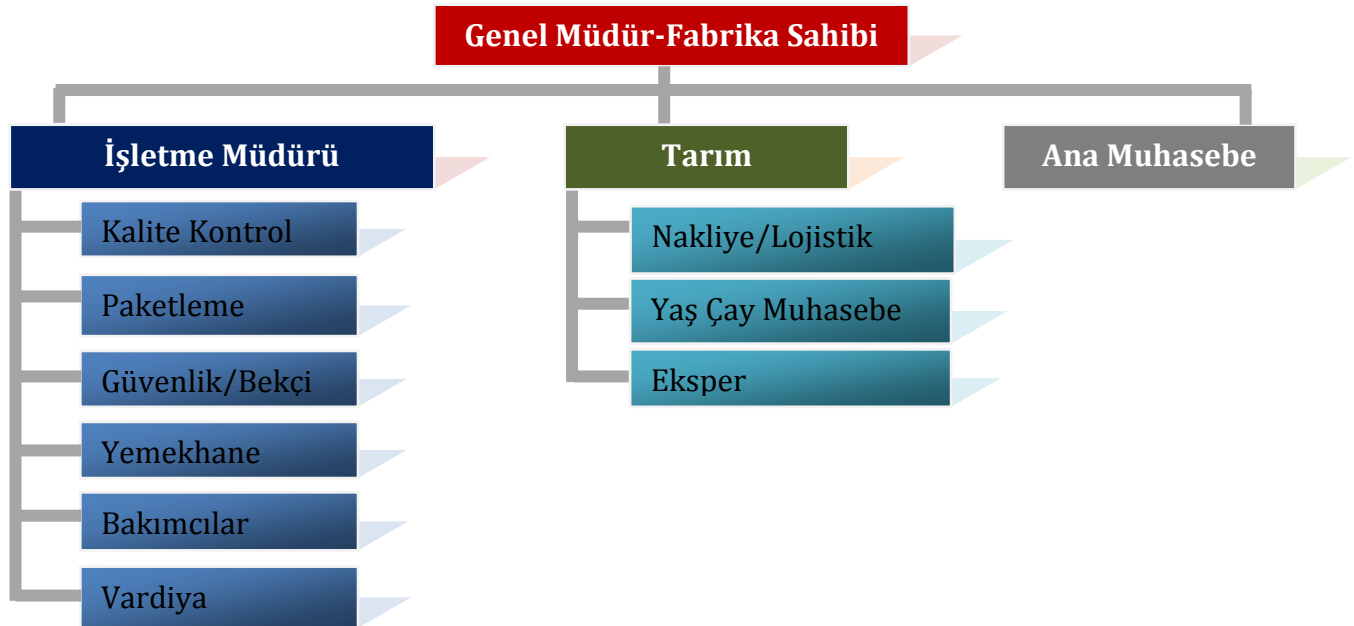 Genel Müdür-Fabrika Sahibi
İşletme Müdürü
Kalite Kontrol
Paketleme
Güvenlik/Bekçi
Yemekhane
Bakımcılar
Vardiya
Tarım
Nakliye/Lojistik
Yaş Çay Muhasebe
Eksper
Ana Muhasebe